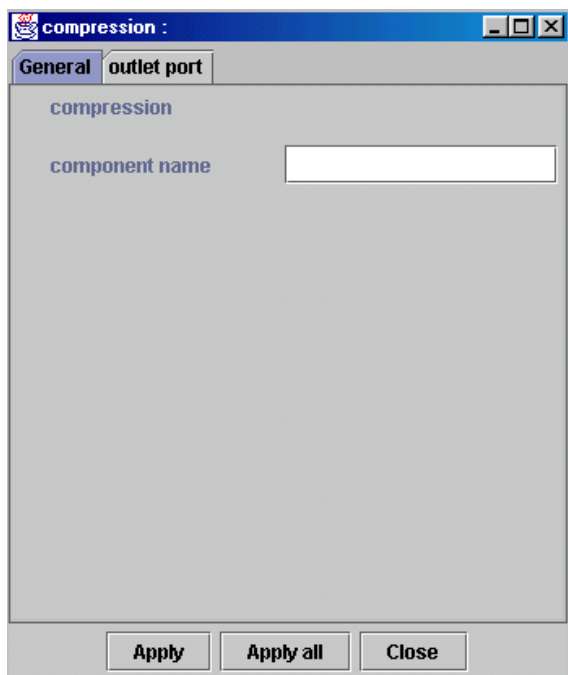 compression :
General outlet port
compression
component name
Apply Apply all Close